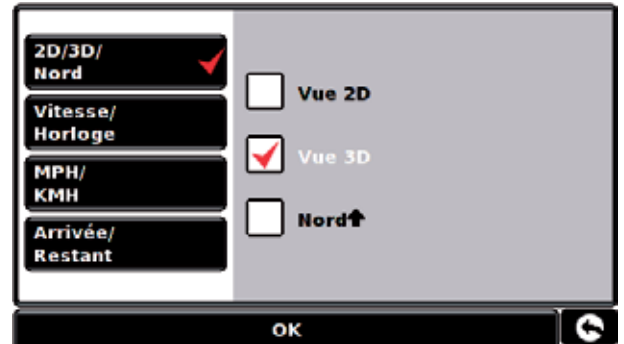 2D/3D/
Nord
Vitesse/
Horloge
MPH/
KMH
Arrivée/
Restant
Vue 2D
Vue 3D
Nord⬆
OK